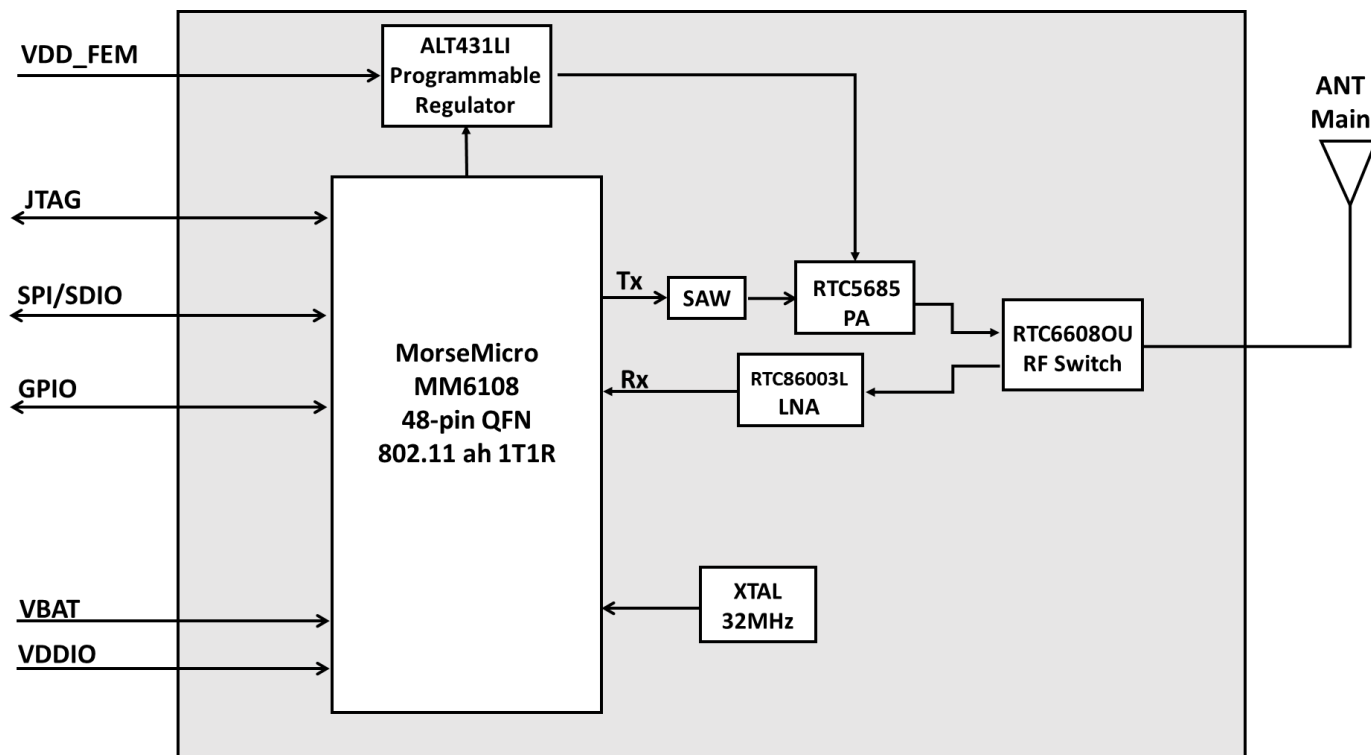 VDD_FEM
ALT431LI
Programmable
Regulator
ANT
Main
JTAG
SPI/SDIO
GPIO
VBAT
VDDIO
MorseMicro
MM6108
48-pin QFN
802.11 ah 1T1R
Tx
SAW
RTC5685
PA
RTC6608OU
RF Switch
Rx
RTC86003L
LNA
XTAL
32MHz